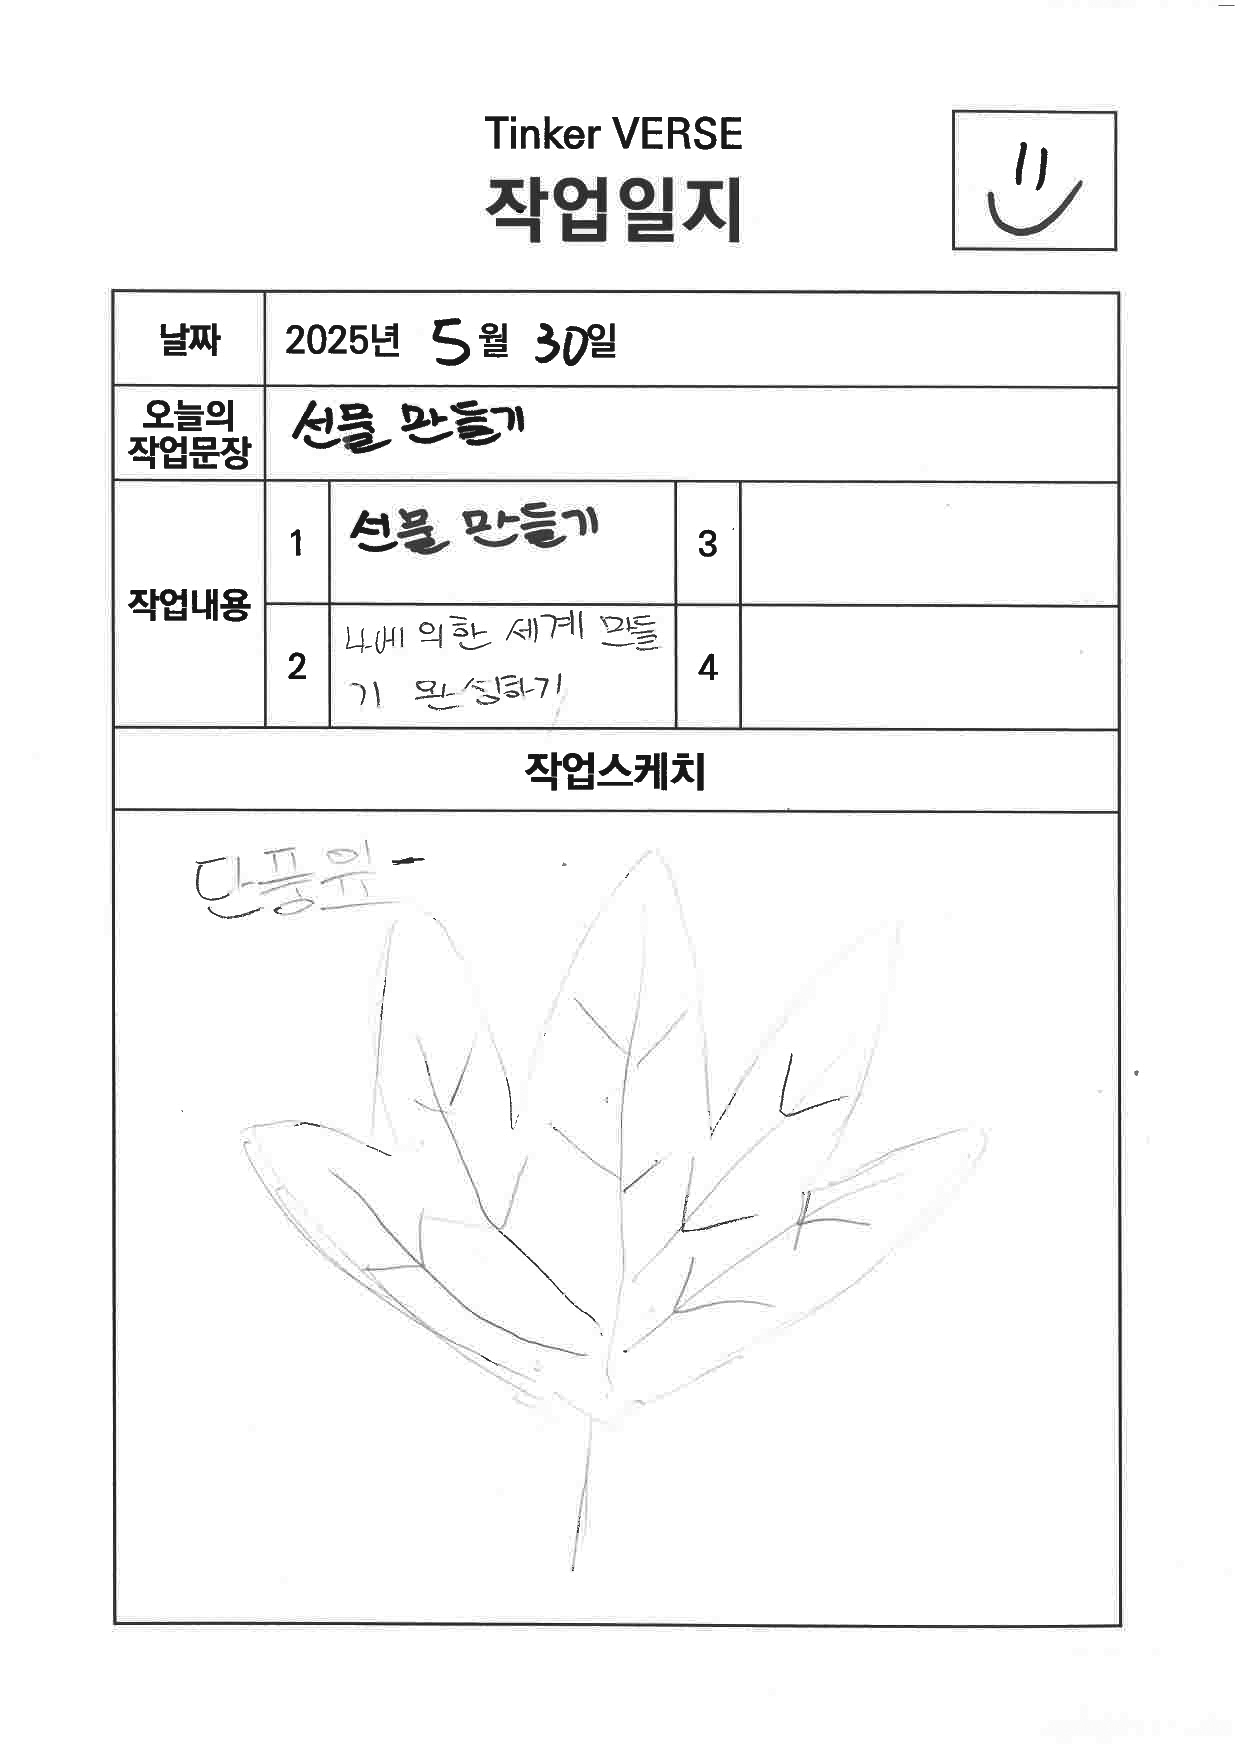 Tinker VERSE
작업일지
날짜
2025년 5월 30일
오늘의
작업문장
선물 만들기
작업내용
1
선물 만들기
3
2
나에 의한 세계 만들
기 완성하기
4
작업스케치
단풍잎